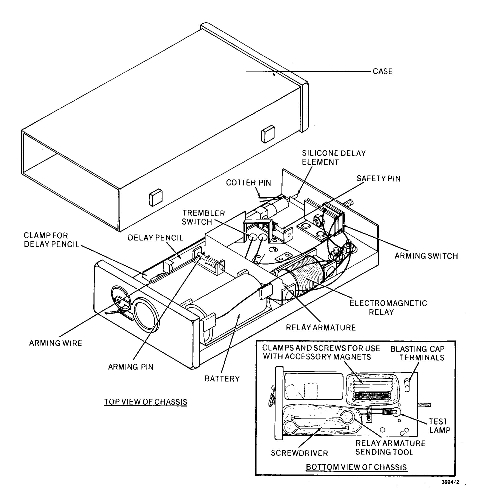 CASE
SILICONE DELAY
ELEMENT
COTTER PIN
SAFETY PIN
TREMBLER
SWITCH
CLAMP FOR
DELAY PENCIL
DELAY PENCIL
ARMING SWITCH
ELECTROMAGNETIC
RELAY
RELAY ARMATURE
ARMING WIRE
ARMING PIN
BATTERY
TOP VIEW OF CHASSIS
CLAMPS AND SCREWS FOR USE
WITH ACCESSORY MAGNETS
BLASTING CAP
TERMINALS
TEST
LAMP
RELAY ARMATURE
SENDING TOOL
SCREWDRIVER
BOTTOM VIEW OF CHASSIS